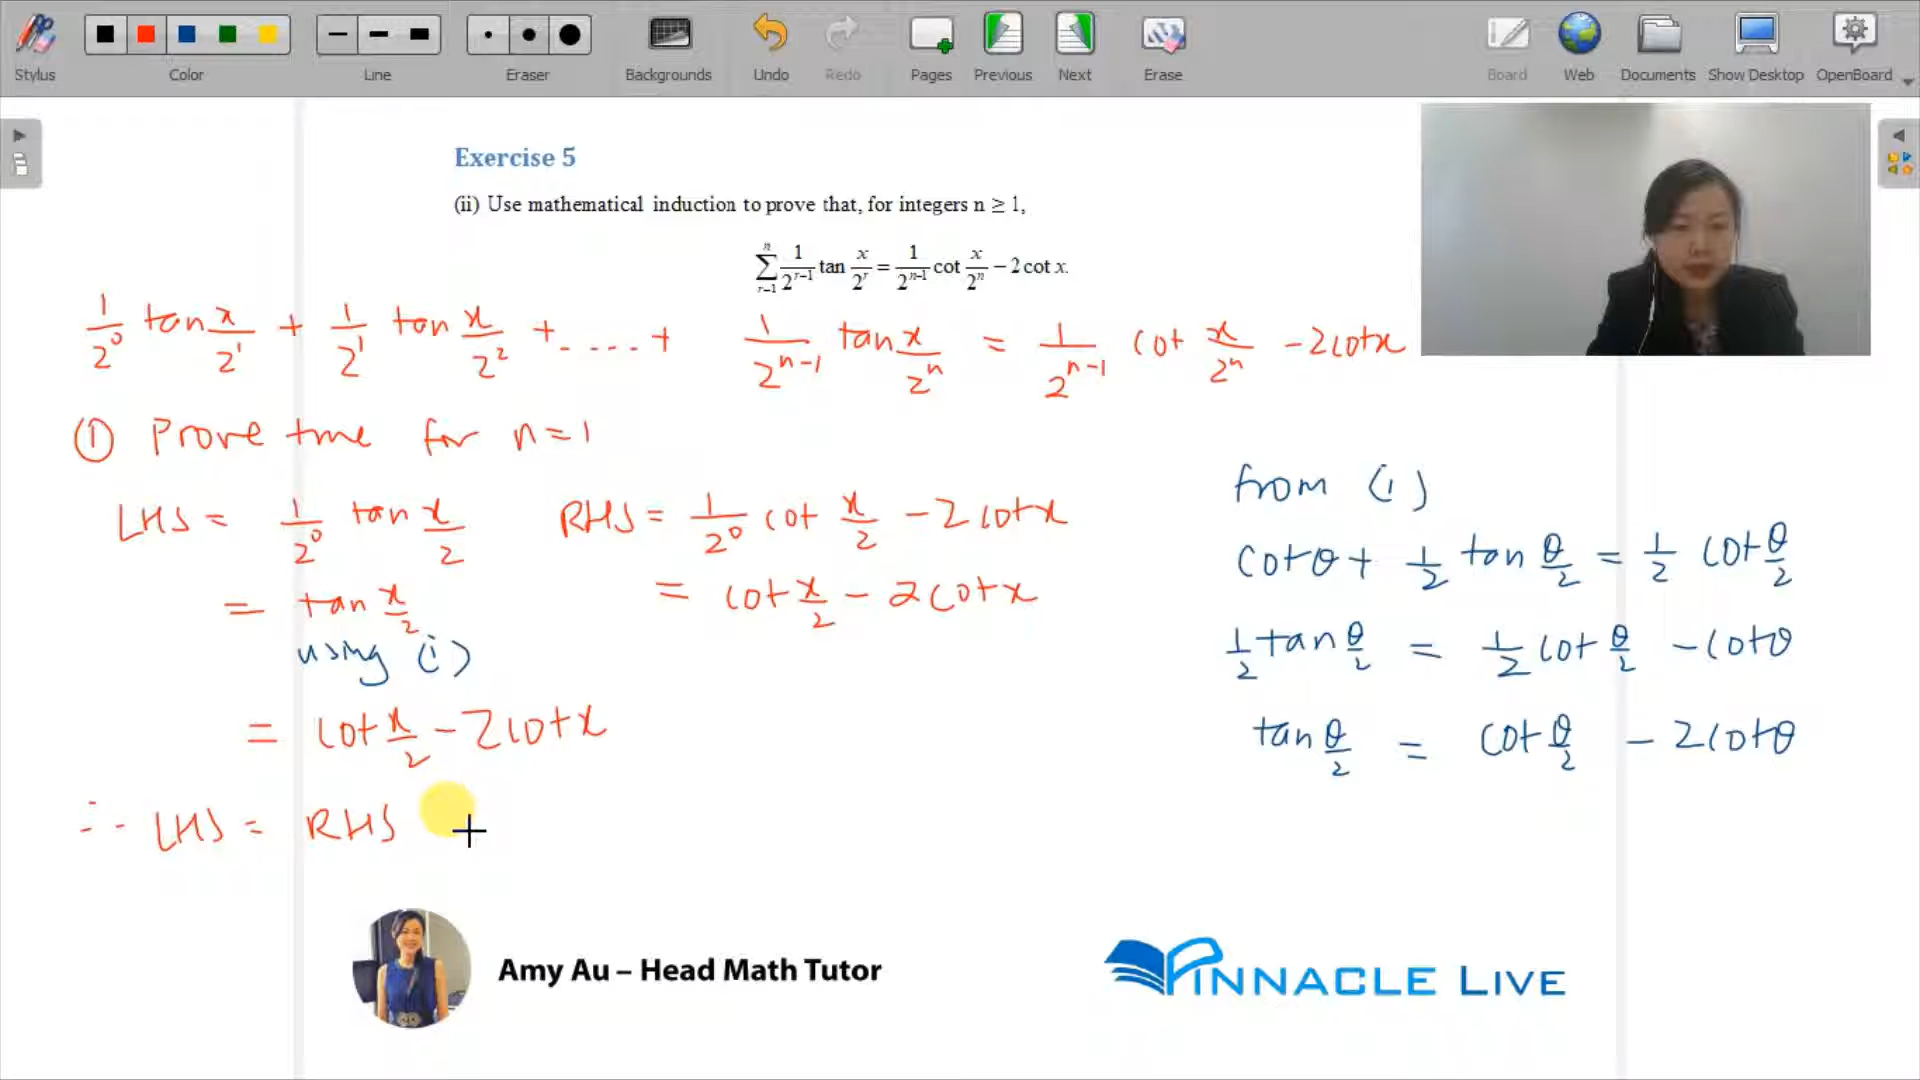 Stylus Color Line Eraser Backgrounds Undo Redo Pages Previous Next Erase Board Web Documents Show Desktop OpenBoard
Exercise 5
(ii) Use mathematical induction to prove that, for integers n ≥ 1,
∑_{r=1}^{n} 1/2^{r-1} tan x/2^r = 1/2^{n-1} cot x/2^n − 2 cot x.
1/2^0 tan x/2^1 + 1/2^1 tan x/2^2 + ..... + 1/2^{n-1} tan x/2^n = 1/2^{n-1} cot x/2^n − 2cotx
① Prove true for n=1
LHS = 1/2^0 tan x/2
= tan x/2
using (i)
= cot x/2 − 2cotx
∴ LHS = RHS
RHS = 1/2^0 cot x/2 − 2cotx
= cot x/2 − 2cotx
from (i)
cotθ + 1/2 tan θ/2 = 1/2 cot θ/2
1/2 tan θ/2 = 1/2 cot θ/2 − cotθ
tan θ/2 = cot θ/2 − 2cotθ
Amy Au – Head Math Tutor
PINNACLE LIVE